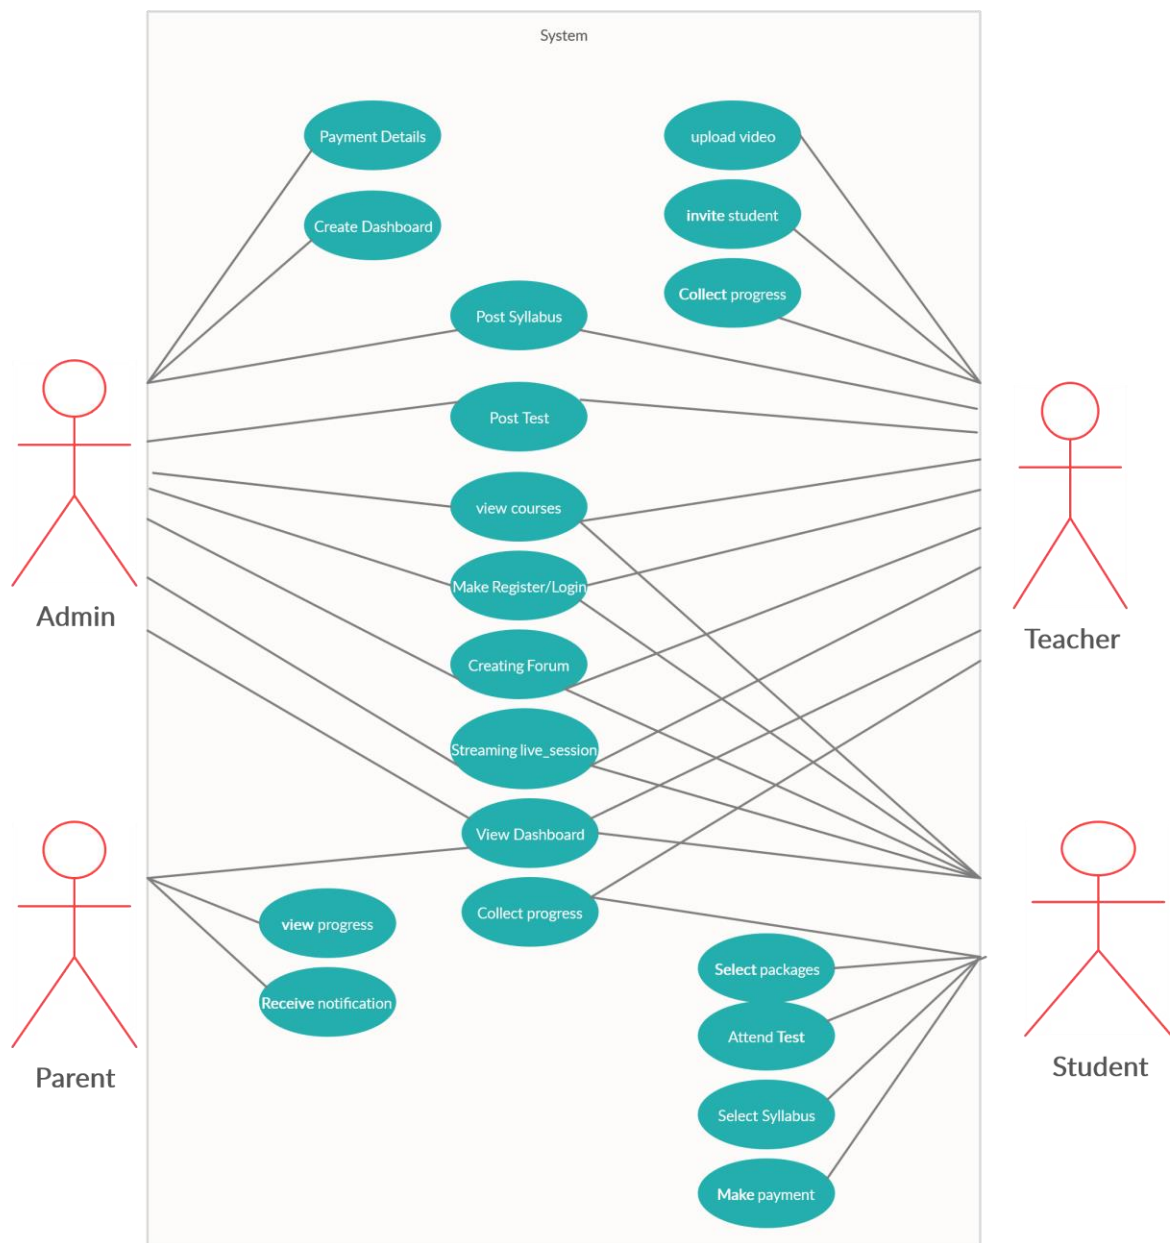 System
Payment Details
upload video
Create Dashboard
invite student
Collect progress
Post Syllabus
Post Test
view courses
Make Register/Login
Creating Forum
Streaming live_session
View Dashboard
Collect progress
view progress
Receive notification
Select packages
Attend Test
Select Syllabus
Make payment
Admin
Teacher
Parent
Student